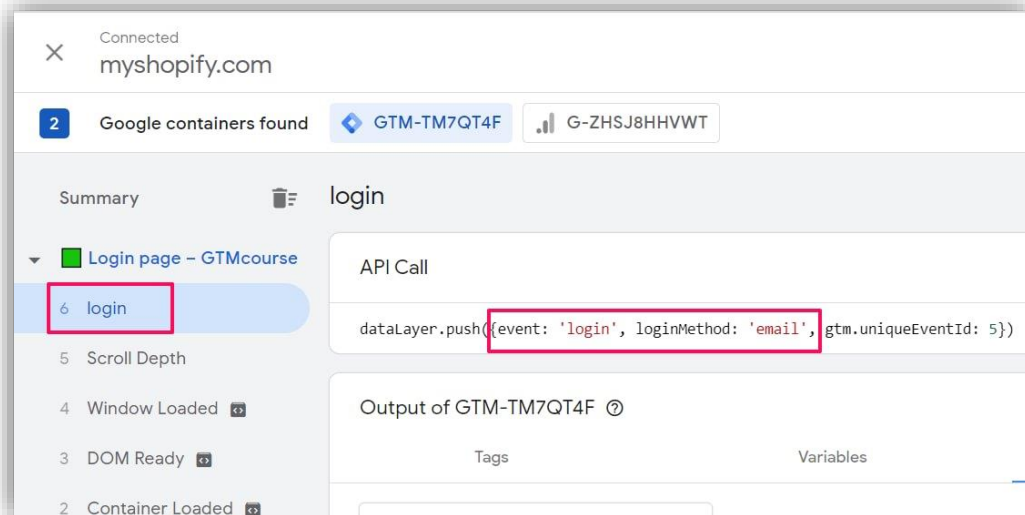 Connected
myshopify.com
2 Google containers found GTM-TM7QT4F G-ZHSJ8HHVWT
Summary
login
Login page – GTMcourse
API Call
6 login
dataLayer.push({event: 'login', loginMethod: 'email', gtm.uniqueEventId: 5})
5 Scroll Depth
4 Window Loaded
Output of GTM-TM7QT4F
3 DOM Ready
Tags Variables
2 Container Loaded